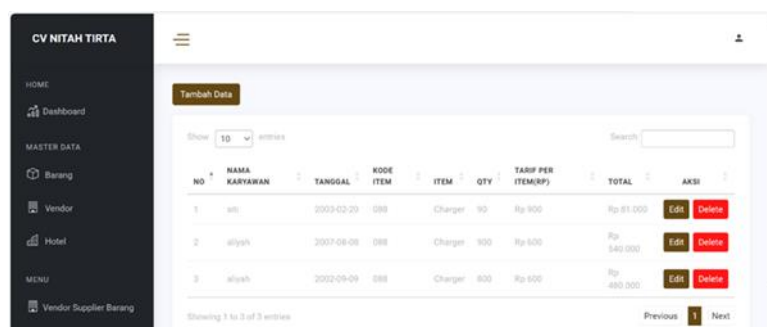 CV NITAH TIRTA
HOME
Dashboard
MASTER DATA
Barang
Vendor
Hotel
MENU
Vendor Supplier Barang
Tambah Data
Show 10 entries
Search:
NO NAMA KARYAWAN TANGGAL KODE ITEM ITEM QTY TARIF PER ITEM(RP) TOTAL AKSI
1 2003-02-20 088 Charger 90 Rp 900 Rp 81.000 Edit Delete
2 aliyah 2007-08-08 088 Charger 900 Rp 600 Rp 540.000 Edit Delete
3 aliyah 2002-09-09 088 Charger 800 Rp 600 Rp 480.000 Edit Delete
Showing 1 to 3 of 3 entries
Previous 1 Next